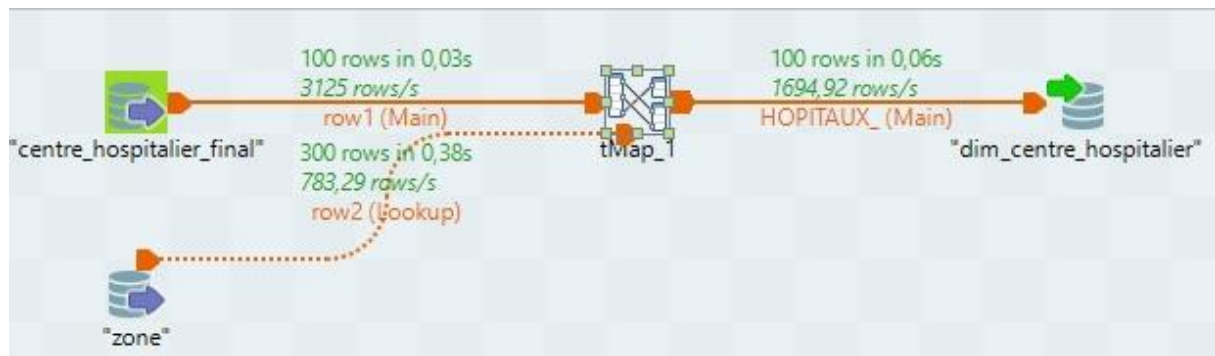 100 rows in 0,03s
3125 rows/s
row1 (Main)
100 rows in 0,06s
1694,92 rows/s
HOPITAUX_ (Main)
"centre_hospitalier_final"
tMap_1
"dim_centre_hospitalier"
300 rows in 0,38s
783,29 rows/s
row2 (Lookup)
"zone"